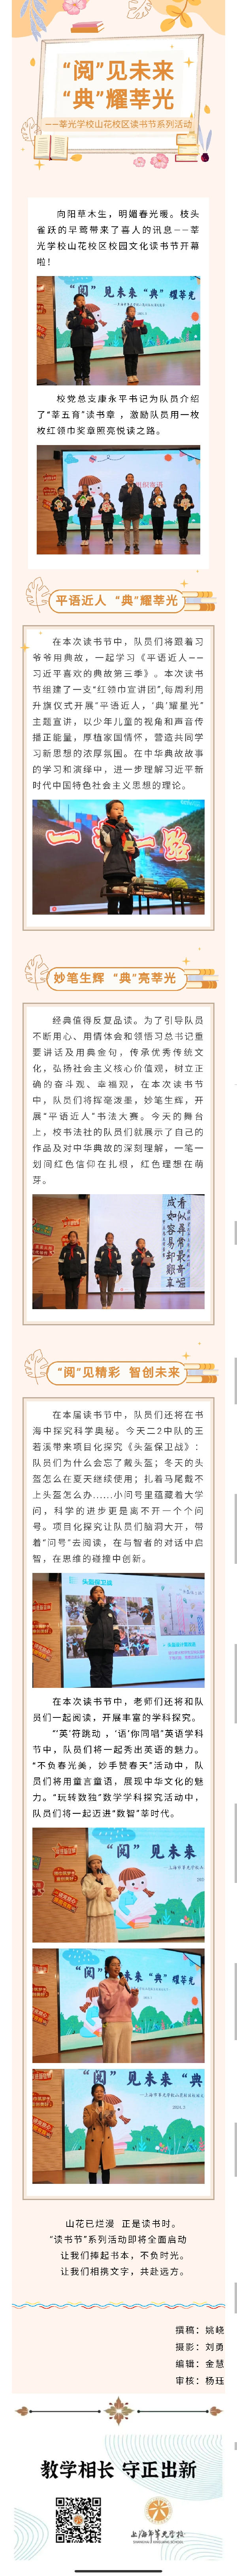 “阅”见未来
“典”耀莘光
——莘光学校山花校区读书节系列活动
向阳草木生，明媚春光暖。枝头
雀跃的早莺带来了喜人的讯息——莘
光学校山花校区校园文化读书节开幕
啦！
“阅”见未来 “典”耀莘光
校党总支康永平书记为队员介绍
了“莘五育”读书章，激励队员用一枚
枚红领巾奖章照亮悦读之路。
平语近人 “典”耀莘光
在本次读书节中，队员们将跟着习
爷爷用典故，一起学习《平语近人——
习近平喜欢的典故第三季》。本次读书
节组建了一支“红领巾宣讲团”,每周利用
升旗仪式开展“平语近人，‘典’耀星光”
主题宣讲，以少年儿童的视角和声音传
播正能量，厚植家国情怀，营造共同学
习新思想的浓厚氛围。在中华典故故事
的学习和演绎中，进一步理解习近平新
时代中国特色社会主义思想的理论。
妙笔生辉 “典”亮莘光
经典值得反复品读。为了引导队员
不断用心、用情体会和领悟习总书记重
要讲话及用典金句，传承优秀传统文
化，弘扬社会主义核心价值观，树立正
确的奋斗观、幸福观，在本次读书节
中，队员们将挥毫泼墨，妙笔生辉，开
展“平语近人”书法大赛。今天的舞台
上，校书法社的队员们就展示了自己的
作品及对中华典故的深刻理解，一笔一
划间红色信仰在扎根，红色理想在萌
芽。
看似寻常最奇崛
成如容易却艰辛
“阅”见精彩 智创未来
在本届读书节中，队员们还将在书
海中探究科学奥秘。今天二2中队的王
若溪带来项目化探究《头盔保卫战》：
队员们为什么会忘了戴头盔；冬天的头
盔怎么在夏天继续使用；扎着马尾戴不
上头盔怎么办……小问号里蕴藏着大学
问，科学的进步更是离不开一个个问
号。项目化探究让队员们脑洞大开，带
着“问号”去阅读，在与智者的对话中启
智，在思维的碰撞中创新。
头盔保卫战
在本次读书节中，老师们还将和队
员们一起阅读，开展丰富的学科探究。
“‘英’符跳动 ，‘语’你同唱”英语学科
节中，队员们将一起秀出英语的魅力。
“不负春光美，妙手赞春天”活动中，队
员们将用童言童语，展现中华文化的魅
力。“玩转数独”数学学科探究活动中，
队员们将一起迈进“数智”莘时代。
“阅”见未来
“阅”见未来 “典”耀莘光
“阅”见未来 “典”
山花已烂漫 正是读书时。
“读书节”系列活动即将全面启动
让我们捧起书本，不负时光。
让我们相携文字，共赴远方。
撰稿：姚峣
摄影：刘勇
编辑：金慧
审核：杨珏
教学相长 守正出新
上海市莘光学校